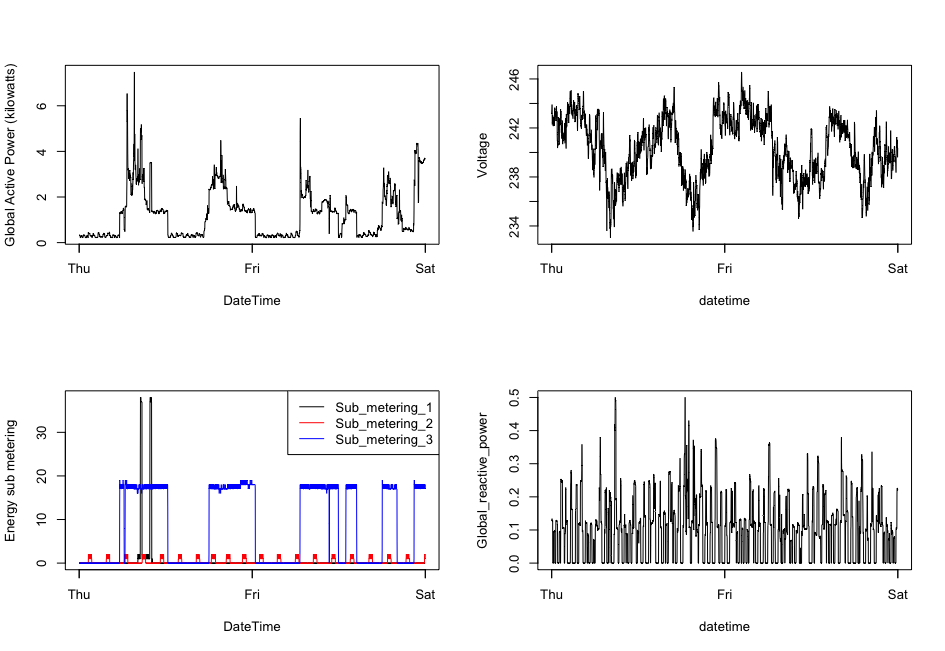 Global Active Power (kilowatts)
0 2 4 6
Thu Fri Sat
DateTime
Voltage
234 238 242 246
Thu Fri Sat
datetime
Energy sub metering
0 10 20 30
Sub_metering_1
Sub_metering_2
Sub_metering_3
Thu Fri Sat
DateTime
Global_reactive_power
0.0 0.1 0.2 0.3 0.4 0.5
Thu Fri Sat
datetime